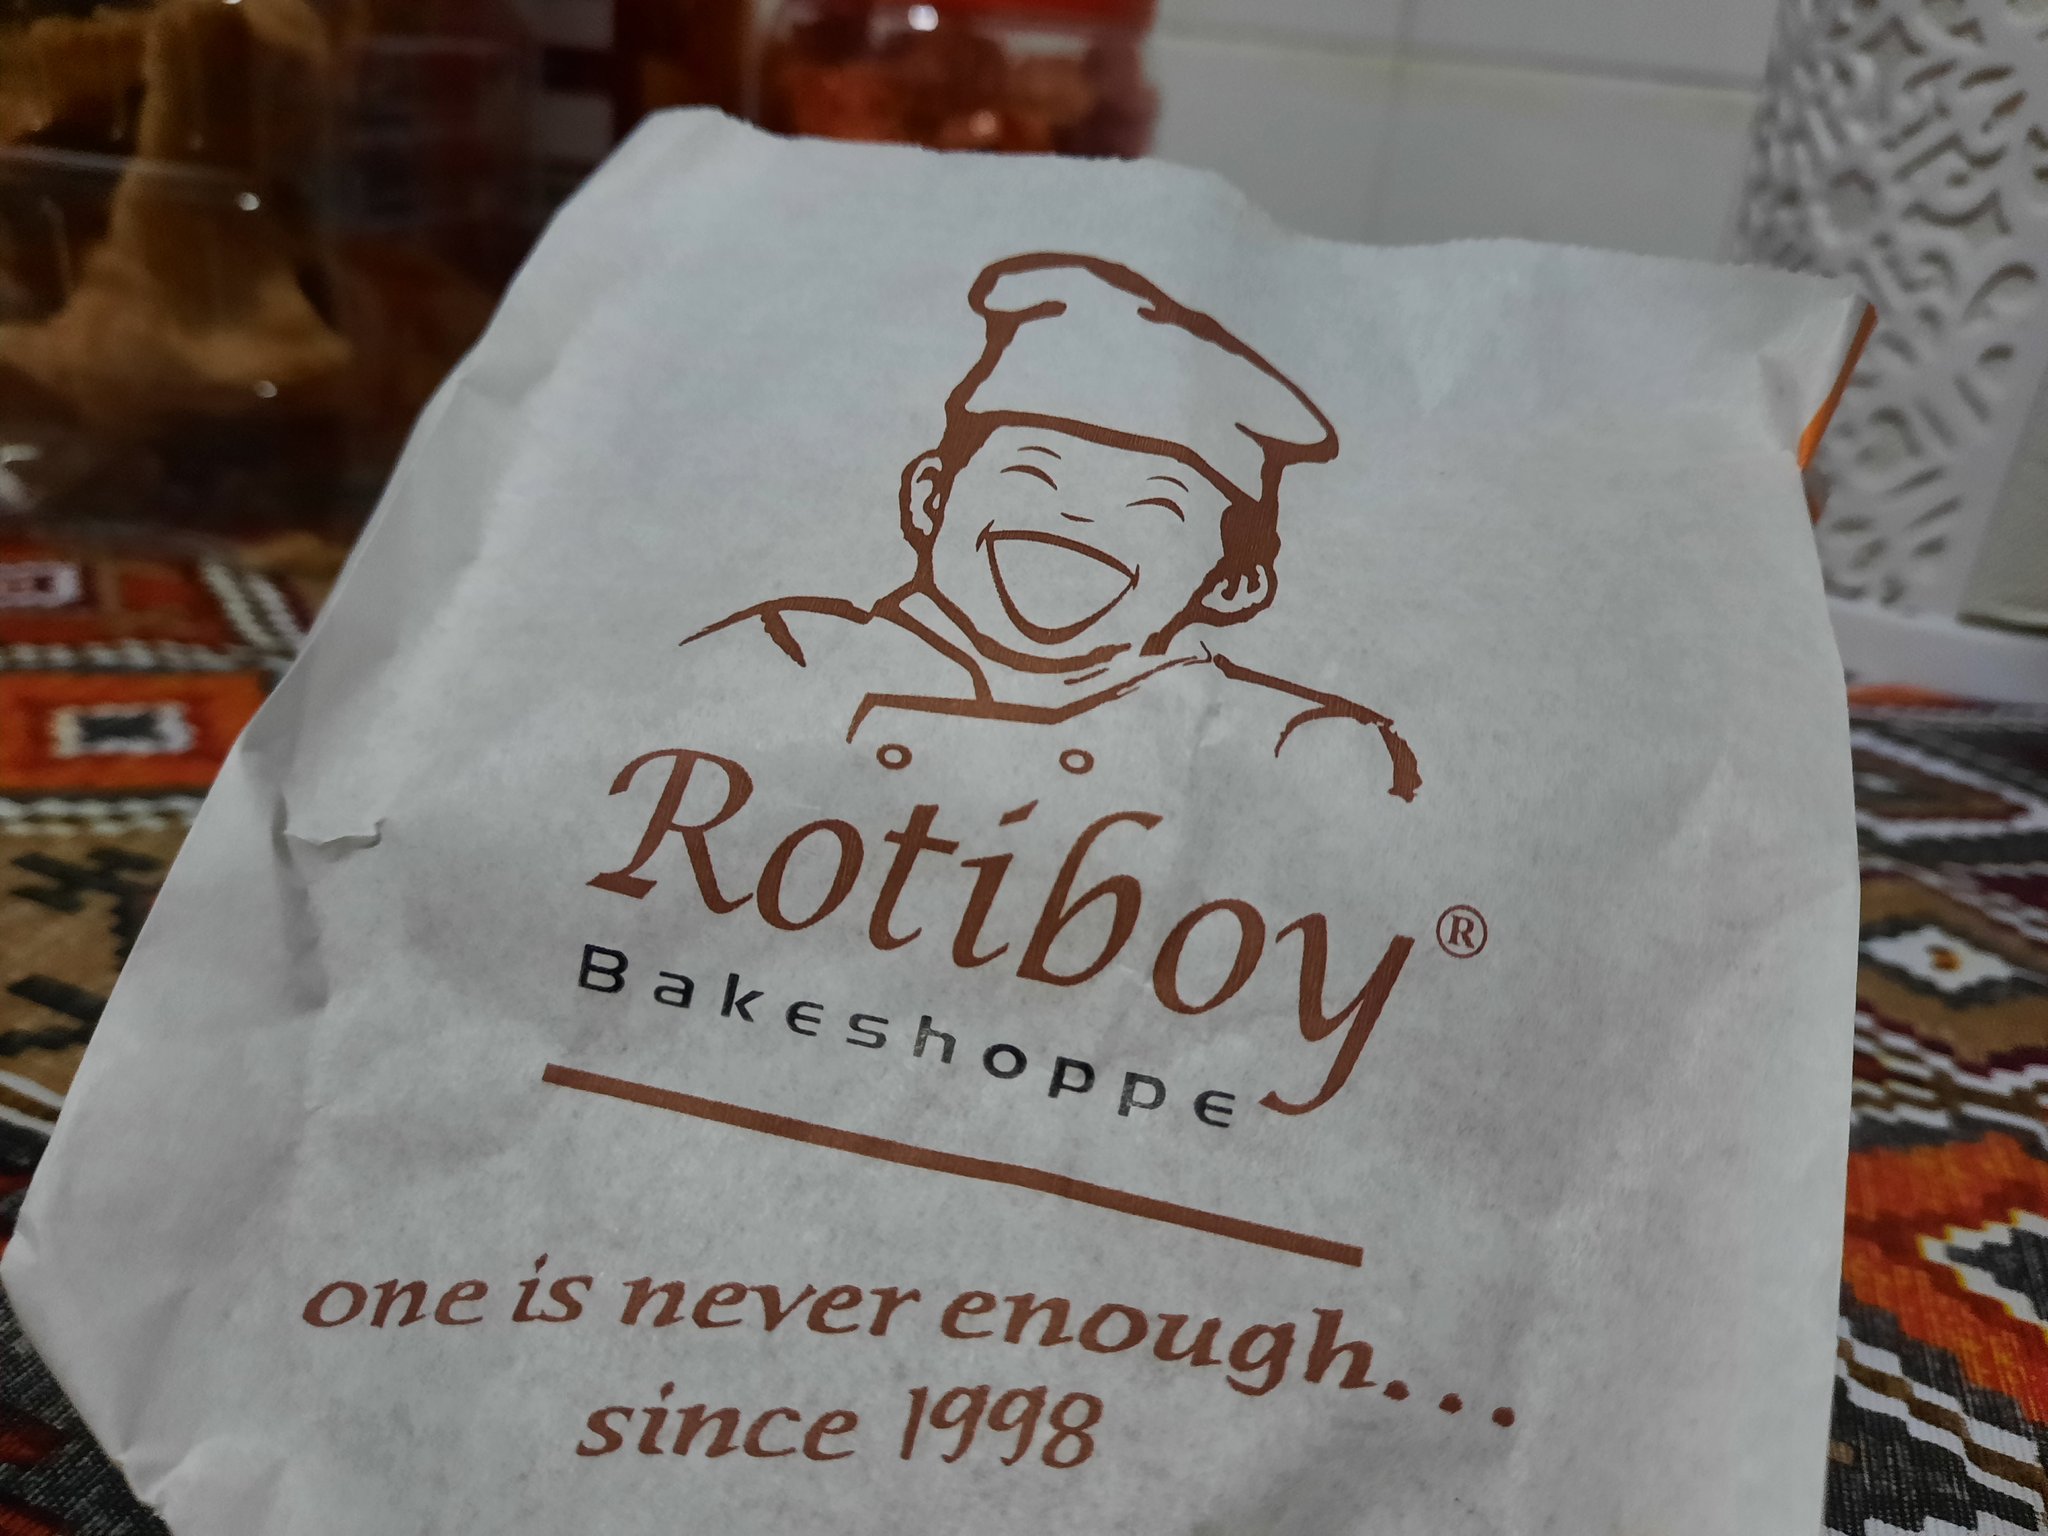 Rotiboy®
Bakeshoppe
one is never enough...
since 1998